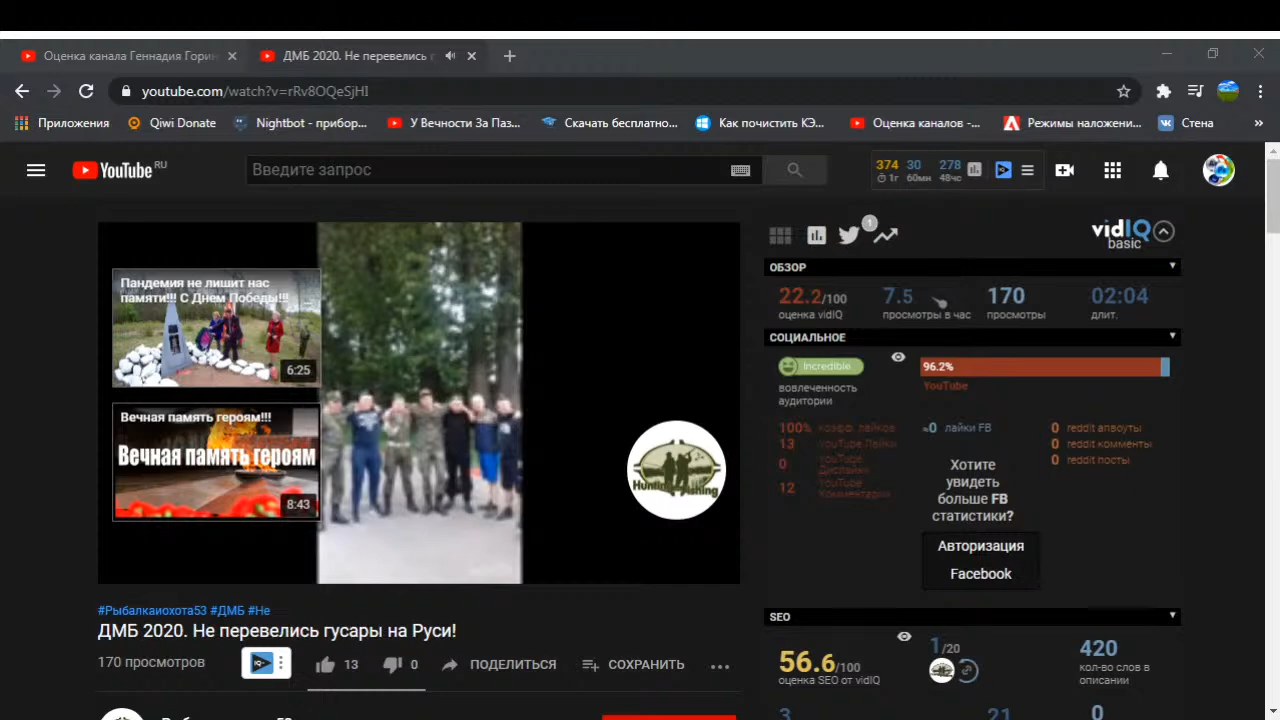 Оценка канала Геннадия Горин
ДМБ 2020. Не перевелись г
youtube.com/watch?v=rRv8OQeSjHI
Приложения
Qiwi Donate
Nightbot - прибор...
У Вечности За Паз...
Скачать бесплатно...
Как почистить КЭ...
Оценка каналов -...
Режимы наложени...
Стена
»
YouTube RU
Введите запрос
374 30 278
1г 60мн 48чс
Пандемия не лишит нас
памяти!!! С Днем Победы!!!
6:25
Вечная память героям!!!
Вечная память героям
8:43
1
vidIQ
basic
ОБЗОР
22.2/100 7.5 170 02:04
оценка vidIQ просмотры в час просмотры длит.
СОЦИАЛЬНОЕ
Incredible
96.2%
YouTube
вовлеченность
аудитории
100% коэфф. лайков
13 YouTube Лайки
0 YouTube
Дислайки
12 YouTube
Комментарии
≈0 лайки FB
0 reddit апвоуты
0 reddit комменты
0 reddit посты
Хотите
увидеть
больше FB
статистики?
Авторизация
Facebook
#Рыбалкаиохота53 #ДМБ #Не
ДМБ 2020. Не перевелись гусары на Руси!
170 просмотров
13
0
ПОДЕЛИТЬСЯ
СОХРАНИТЬ
SEO
56.6/100
оценка SEO от vidIQ
1/20
420
кол-во слов в
описании
3 21 0